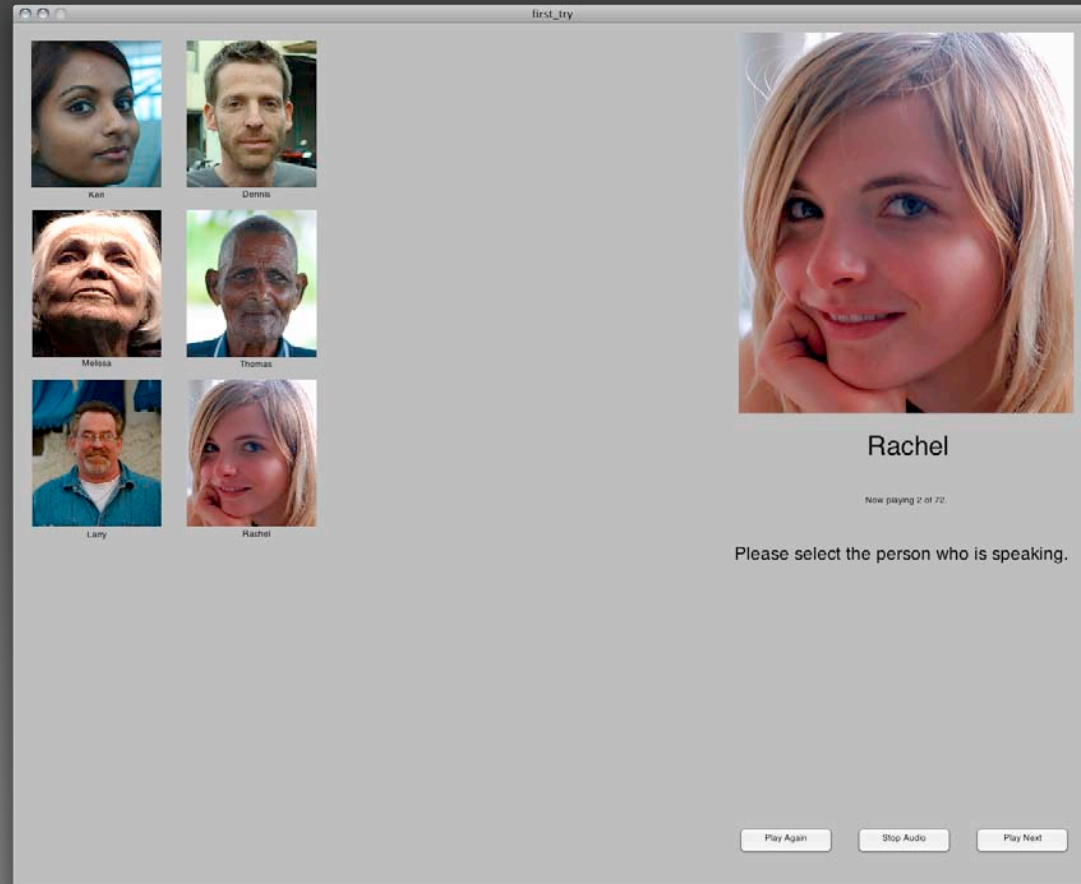 first_try
Kari
Dennis
Melissa
Thomas
Larry
Rachel
Rachel
Now playing 2 of 72.
Please select the person who is speaking.
Play Again
Stop Audio
Play Next